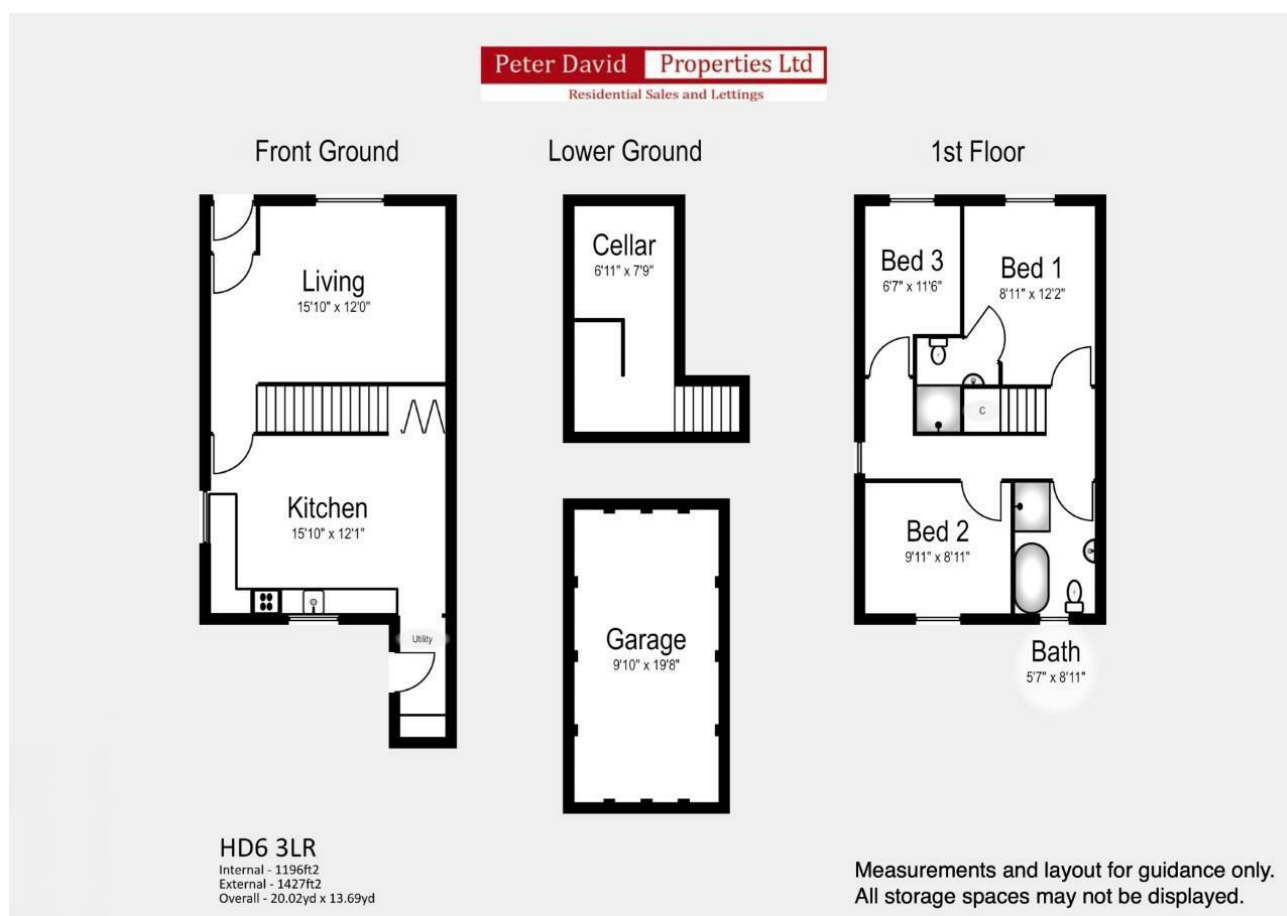 Peter David Properties Ltd
Residential Sales and Lettings
Front Ground
Lower Ground
1st Floor
Living
15'10" x 12'0"
Kitchen
15'10" x 12'1"
Utility
Cellar
6'11" x 7'9"
Garage
9'10" x 19'8"
Bed 3
6'7" x 11'6"
Bed 1
8'11" x 12'2"
C
Bed 2
9'11" x 8'11"
Bath
5'7" x 8'11"
HD6 3LR
Internal - 1196ft2
External - 1427ft2
Overall - 20.02yd x 13.69yd
Measurements and layout for guidance only.
All storage spaces may not be displayed.